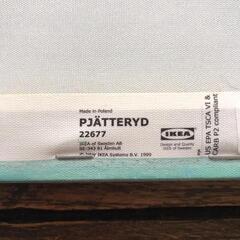 Made in Poland
PJÄTTERYD
22677
IKEA of Sweden AB
SE-343 81 Älmhult
Inter IKEA Systems B.V. 1999
IKEA
Design and Quality
IKEA of Sweden
US EPA TSCA VI &
CARB P2 compliant